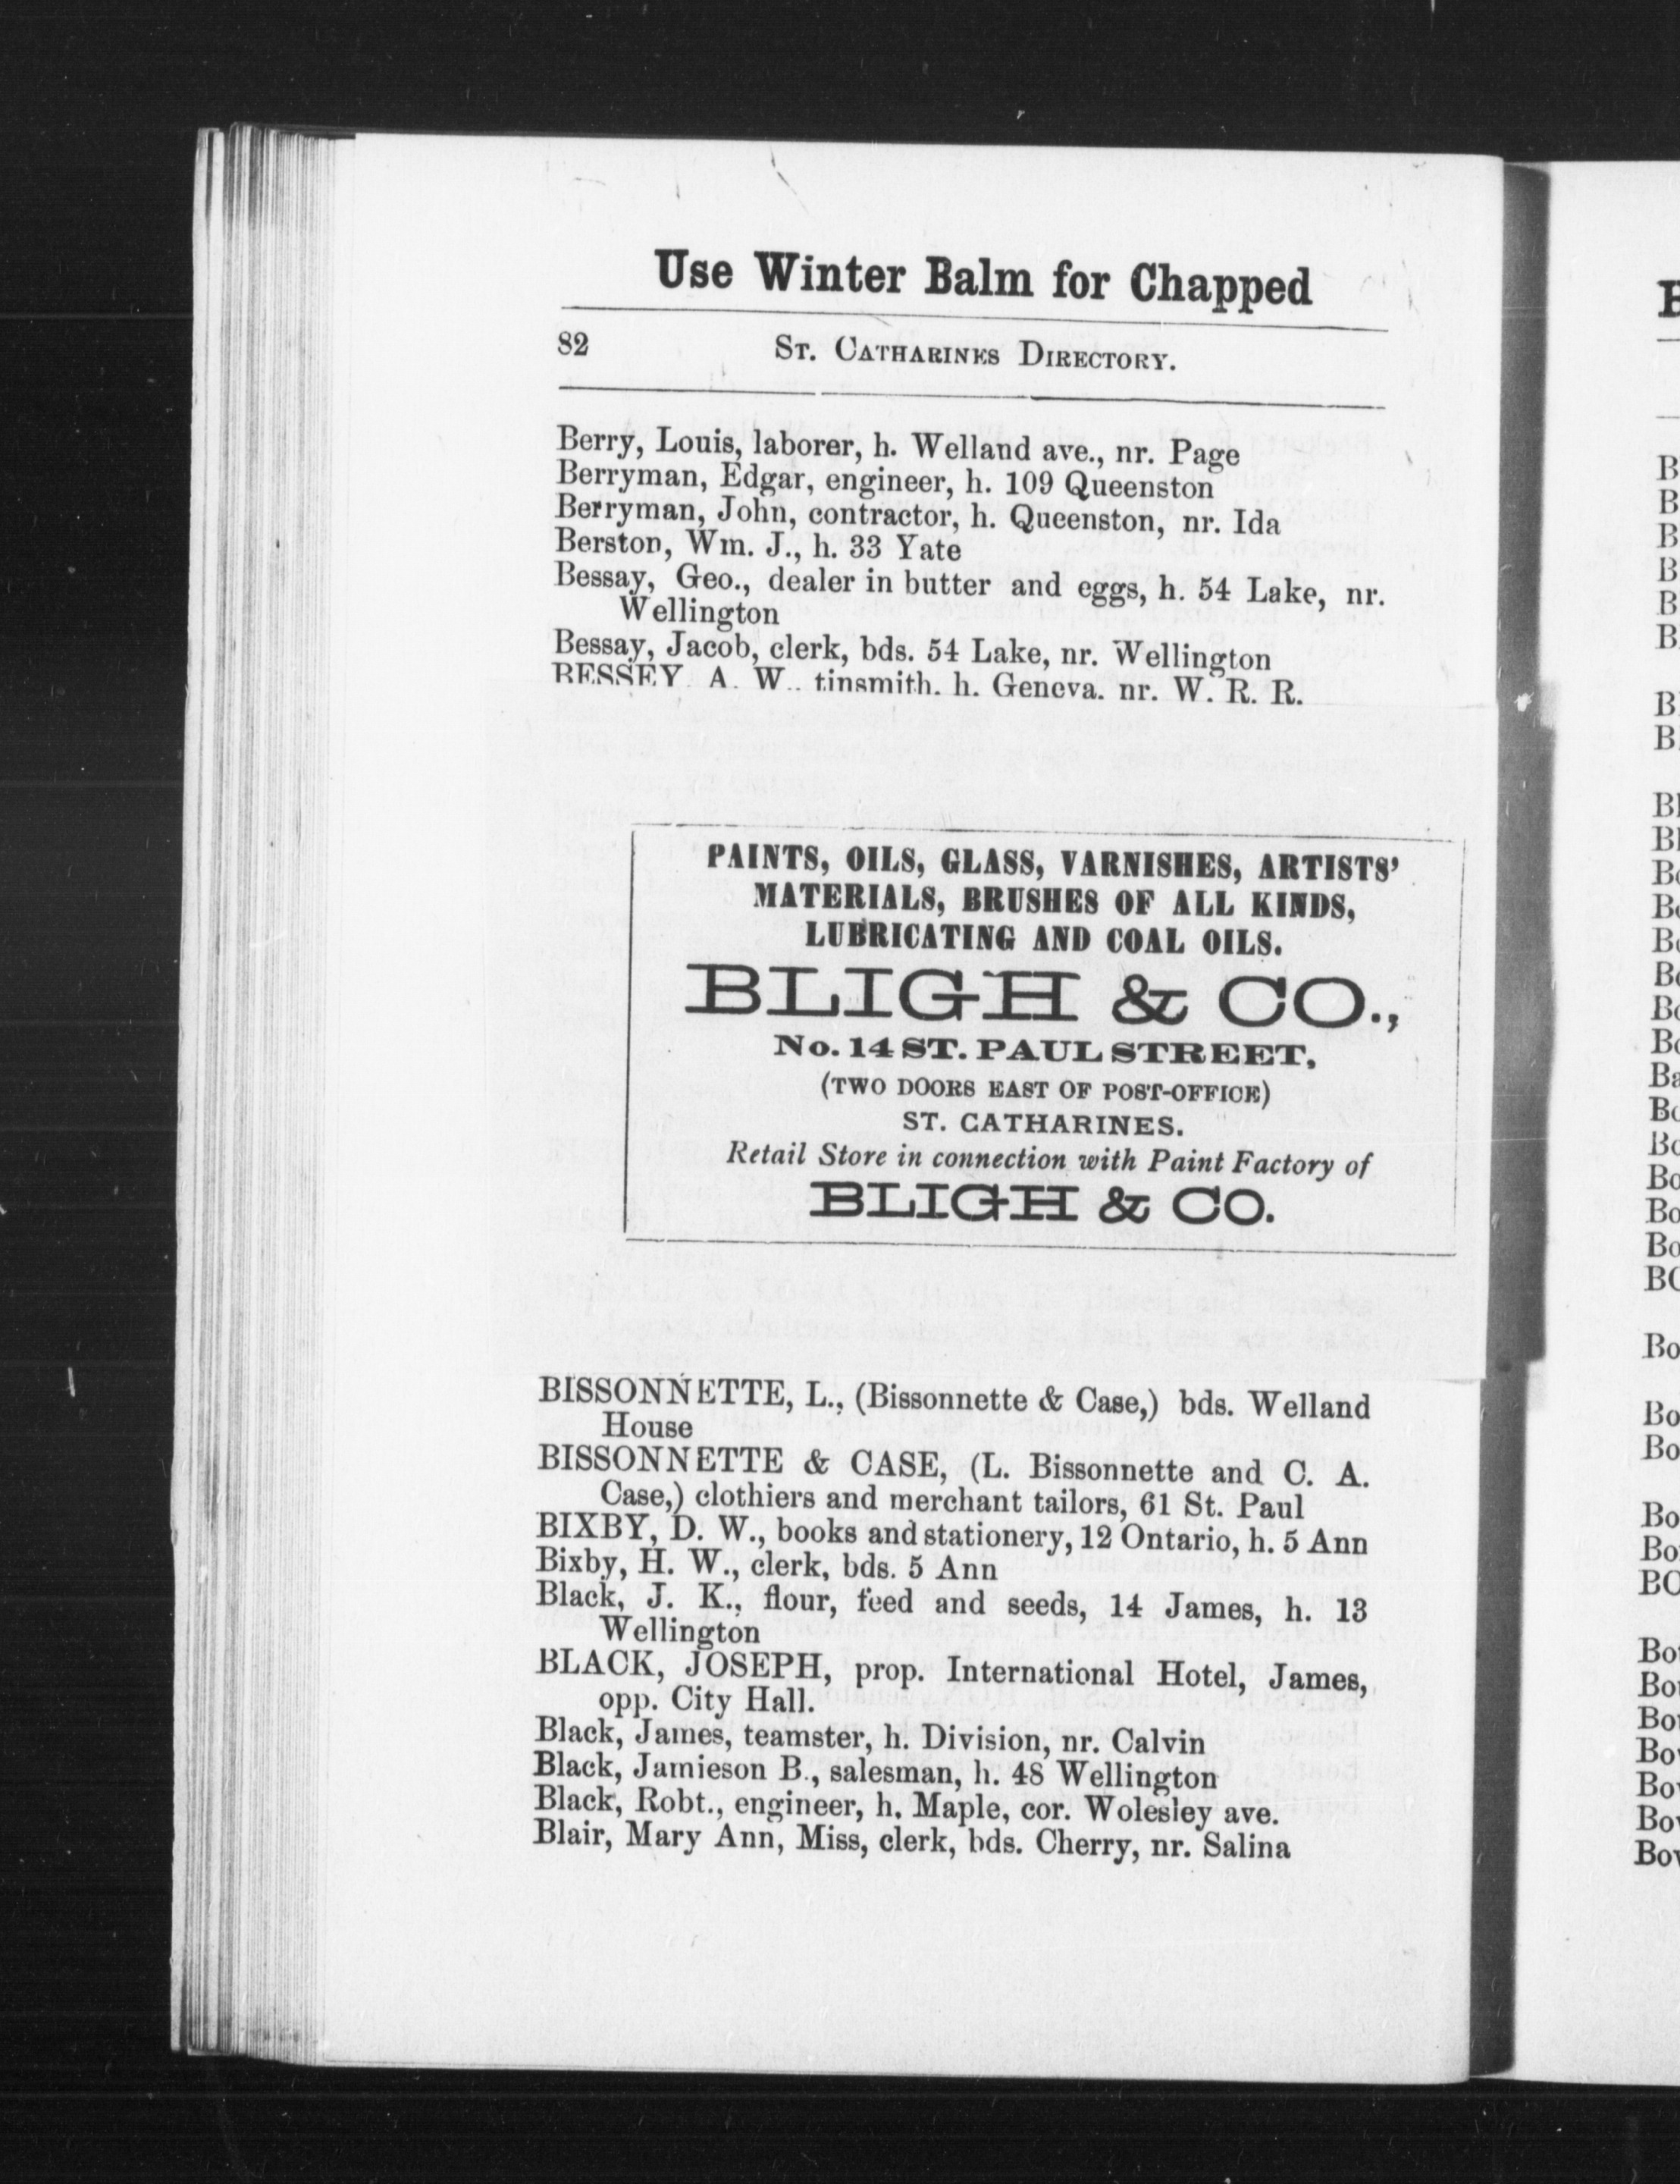 Use Winter Balm for Chapped
82 St. Catharines Directory.
Berry, Louis, laborer, h. Welland ave., nr. Page
Berryman, Edgar, engineer, h. 109 Queenston
Berryman, John, contractor, h. Queenston, nr. Ida
Berston, Wm. J., h. 33 Yate
Bessay, Geo., dealer in butter and eggs, h. 54 Lake, nr.
Wellington
Bessay, Jacob, clerk, bds. 54 Lake, nr. Wellington
BESSEY A. W.. tinsmith. h. Geneva. nr. W. R. R.
PAINTS, OILS, GLASS, VARNISHES, ARTISTS'
MATERIALS, BRUSHES OF ALL KINDS,
LUBRICATING AND COAL OILS.
BLIGH & CO.,
No. 14 ST. PAUL STREET,
(TWO DOORS EAST OF POST-OFFICE)
ST. CATHARINES.
Retail Store in connection with Paint Factory of
BLIGH & CO.
BISSONNETTE, L., (Bissonnette & Case,) bds. Welland
House
BISSONNETTE & CASE, (L. Bissonnette and C. A.
Case,) clothiers and merchant tailors, 61 St. Paul
BIXBY, D. W., books and stationery, 12 Ontario, h. 5 Ann
Bixby, H. W., clerk, bds. 5 Ann
Black, J. K., flour, feed and seeds, 14 James, h. 13
Wellington
BLACK, JOSEPH, prop. International Hotel, James,
opp. City Hall.
Black, James, teamster, h. Division, nr. Calvin
Black, Jamieson B., salesman, h. 48 Wellington
Black, Robt., engineer, h. Maple, cor. Wolesley ave.
Blair, Mary Ann, Miss, clerk, bds. Cherry, nr. Salina